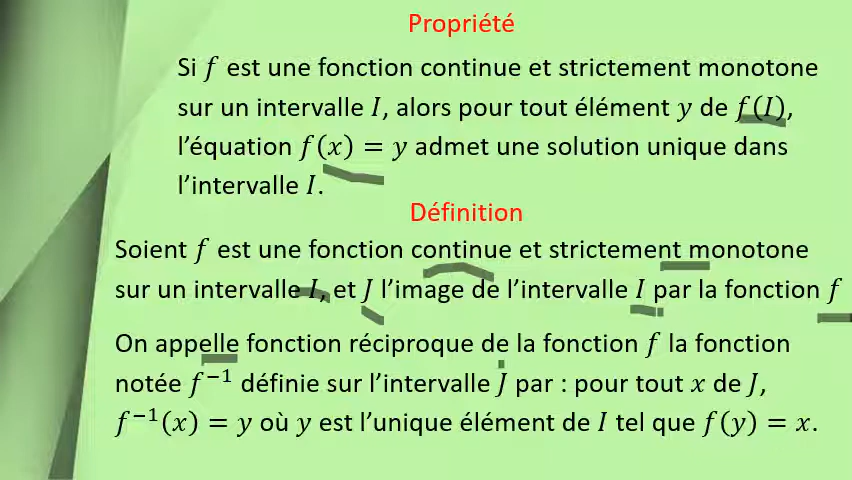 Propriété
Si f est une fonction continue et strictement monotone
sur un intervalle I, alors pour tout élément y de f(I),
l’équation f(x) = y admet une solution unique dans
l’intervalle I.
Définition
Soient f est une fonction continue et strictement monotone
sur un intervalle I, et J l’image de l’intervalle I par la fonction f
On appelle fonction réciproque de la fonction f la fonction
notée f⁻¹ définie sur l’intervalle J par : pour tout x de J,
f⁻¹(x) = y où y est l’unique élément de I tel que f(y) = x.